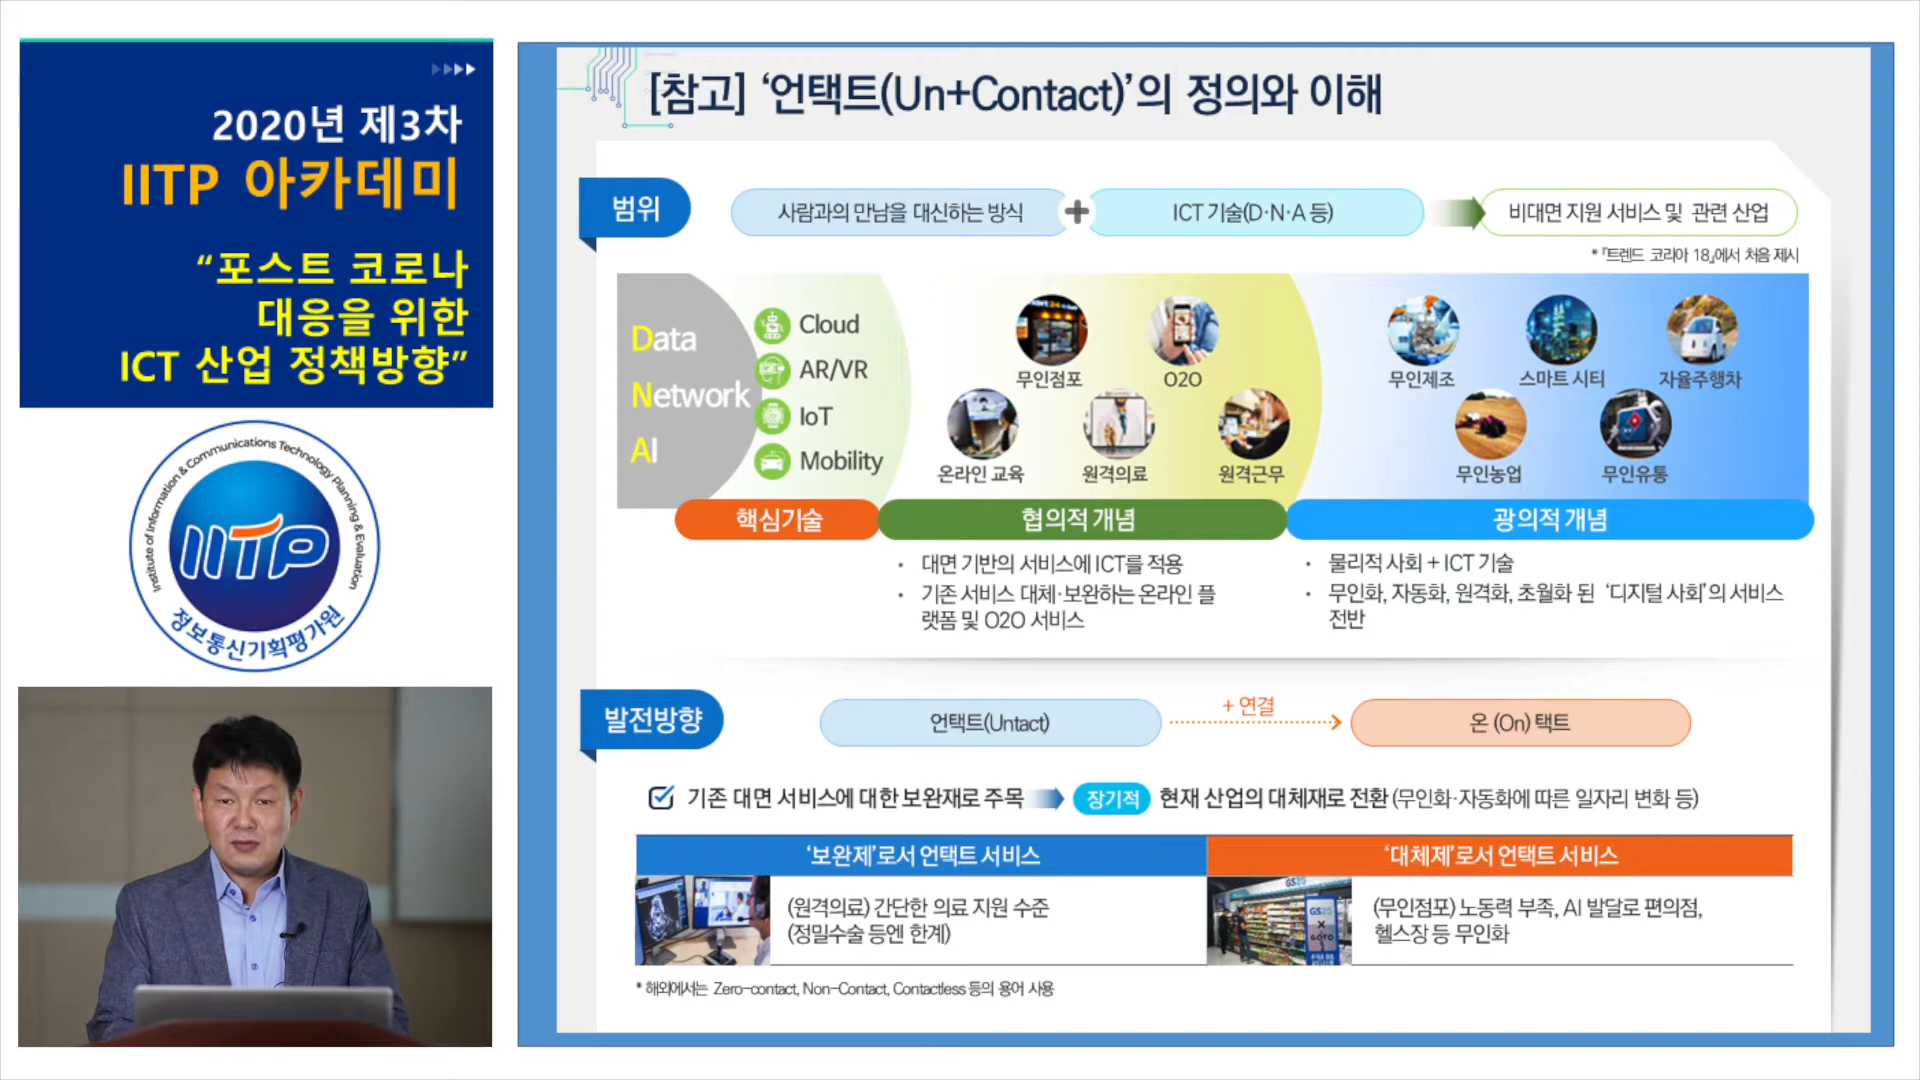 2020년 제3차
IITP 아카데미
“포스트 코로나
대응을 위한
ICT 산업 정책방향”
Institute of Information & Communications Technology Planning & Evaluation
IITP
정보통신기획평가원
[참고] ‘언택트(Un+Contact)’의 정의와 이해
범위
사람과의 만남을 대신하는 방식 + ICT 기술(D·N·A 등) 비대면 지원 서비스 및 관련 산업
*『트렌드 코리아 18』에서 처음 제시
Data
Network
AI
Cloud
AR/VR
IoT
Mobility
무인점포 O2O
온라인 교육 원격의료 원격근무
무인제조 스마트 시티 자율주행차
무인농업 무인유통
핵심기술 협의적 개념 광의적 개념
• 대면 기반의 서비스에 ICT를 적용
• 기존 서비스 대체·보완하는 온라인 플
랫폼 및 O2O 서비스
• 물리적 사회 + ICT 기술
• 무인화, 자동화, 원격화, 초월화 된 ‘디지털 사회’의 서비스
전반
발전방향
언택트(Untact) + 연결 온 (On) 택트
기존 대면 서비스에 대한 보완재로 주목 장기적 현재 산업의 대체재로 전환 (무인화·자동화에 따른 일자리 변화 등)
‘보완제’로서 언택트 서비스 ‘대체제’로서 언택트 서비스
(원격의료) 간단한 의료 지원 수준
(정밀수술 등엔 한계)
GS25
GS25
×
(무인점포) 노동력 부족, AI 발달로 편의점,
헬스장 등 무인화
* 해외에서는 Zero-contact, Non-Contact, Contactless 등의 용어 사용